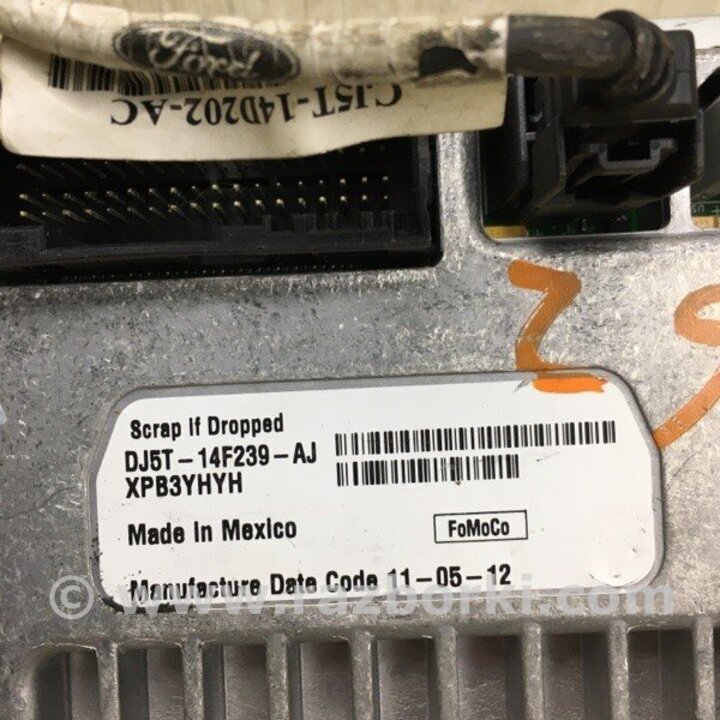 Ford
CJ5T-14D202-AC
Scrap If Dropped
DJ5T-14F239-AJ
XPB3YHYH
Made In Mexico
FoMoCo
Manufacture Date Code 11-05-12
© www.razborki.com